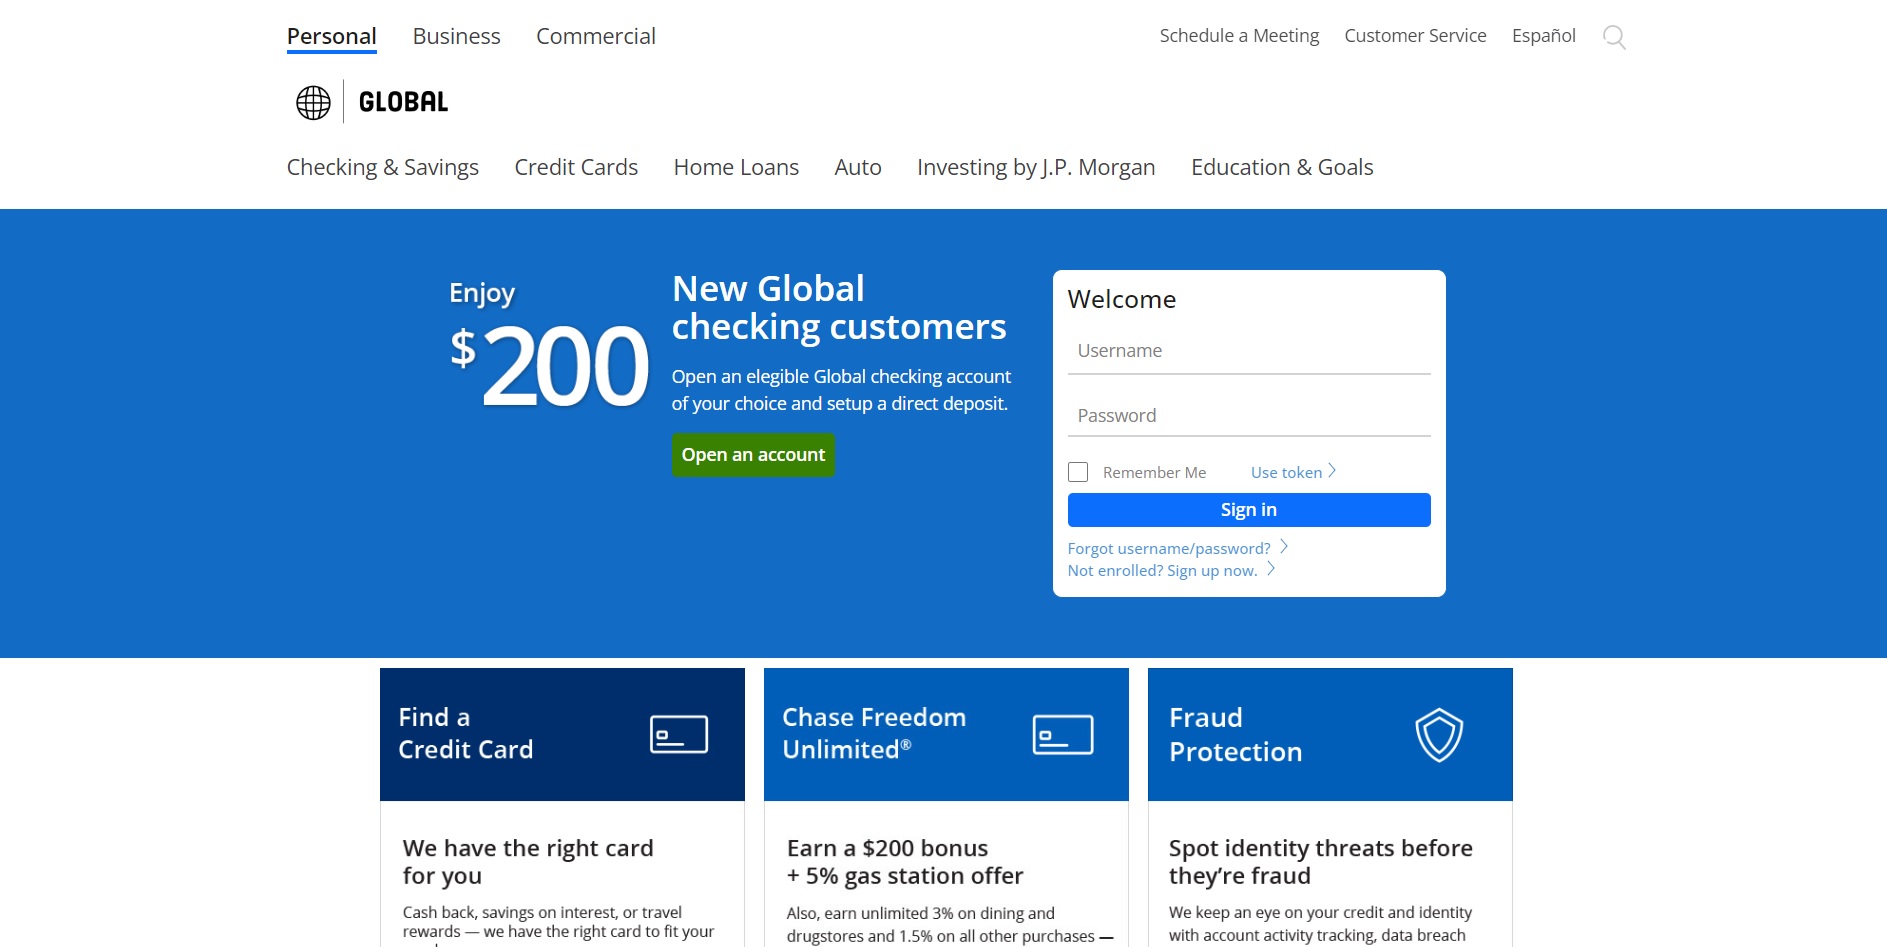 Personal Business Commercial
Schedule a Meeting Customer Service Español
GLOBAL
Checking & Savings Credit Cards Home Loans Auto Investing by J.P. Morgan Education & Goals
Enjoy
$200
New Global
checking customers
Open an elegible Global checking account
of your choice and setup a direct deposit.
Open an account
Welcome
Username
Password
Remember Me Use token
Sign in
Forgot username/password?
Not enrolled? Sign up now.
Find a
Credit Card
We have the right card
for you
Cash back, savings on interest, or travel
rewards — we have the right card to fit your
Chase Freedom
Unlimited®
Earn a $200 bonus
+ 5% gas station offer
Also, earn unlimited 3% on dining and
drugstores and 1.5% on all other purchases —
Fraud
Protection
Spot identity threats before
they’re fraud
We keep an eye on your credit and identity
with account activity tracking, data breach